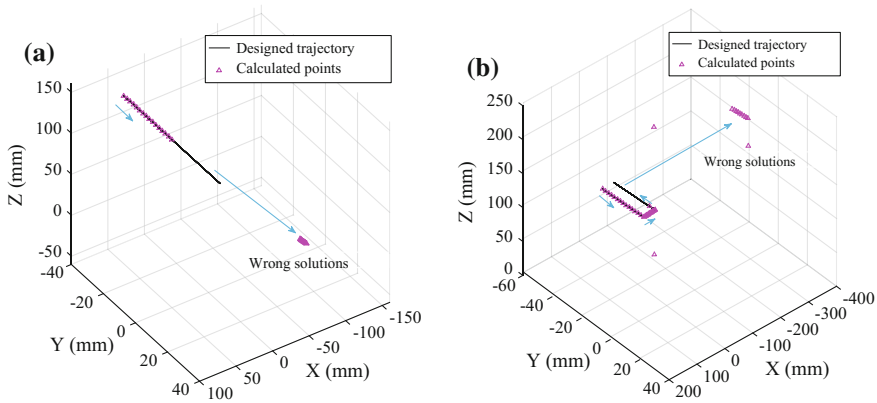 (a)
Designed trajectory
Calculated points
150
100
50
0
-50
Z (mm)
-40
-20
0
20
40
Y (mm)
100
50
0
-50
-100
-150
X (mm)
Wrong solutions
(b)
Designed trajectory
Calculated points
250
200
150
100
50
0
Z (mm)
-60
-40
-20
0
20
40
Y (mm)
200
100
0
-100
-200
-300
-400
X (mm)
Wrong solutions